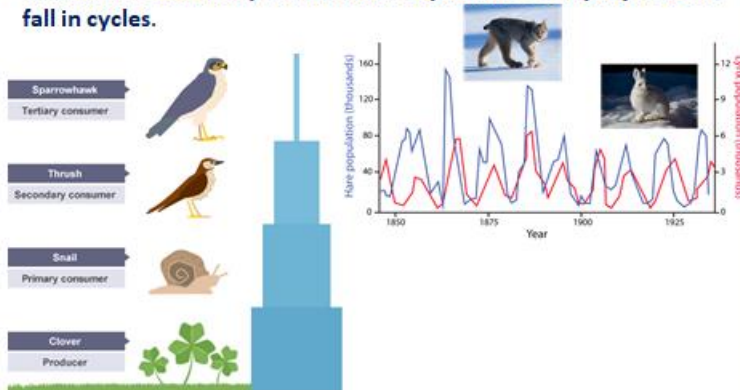 fall in cycles.
Sparrowhawk
Tertiary consumer
Thrush
Secondary consumer
Snail
Primary consumer
Clover
Producer
Hare population (thousands)
160
120
80
40
0
1850
1875
1900
1925
Year
12
9
6
3
0